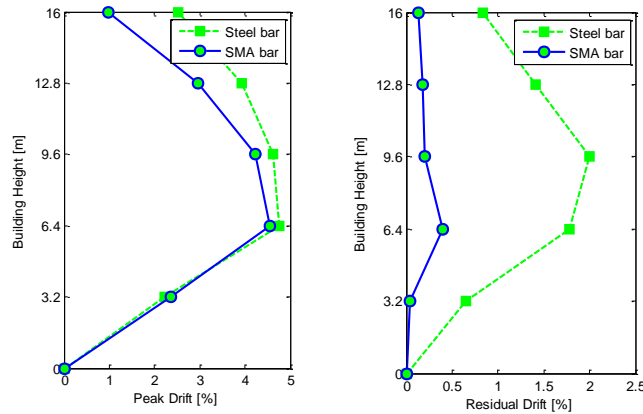 16
12.8
9.6
6.4
3.2
0
Building Height [m]
0 1 2 3 4 5
Peak Drift [%]
Steel bar
SMA bar
16
12.8
9.6
6.4
3.2
0
Building Height [m]
0 0.5 1 1.5 2 2.5
Residual Drift [%]
Steel bar
SMA bar